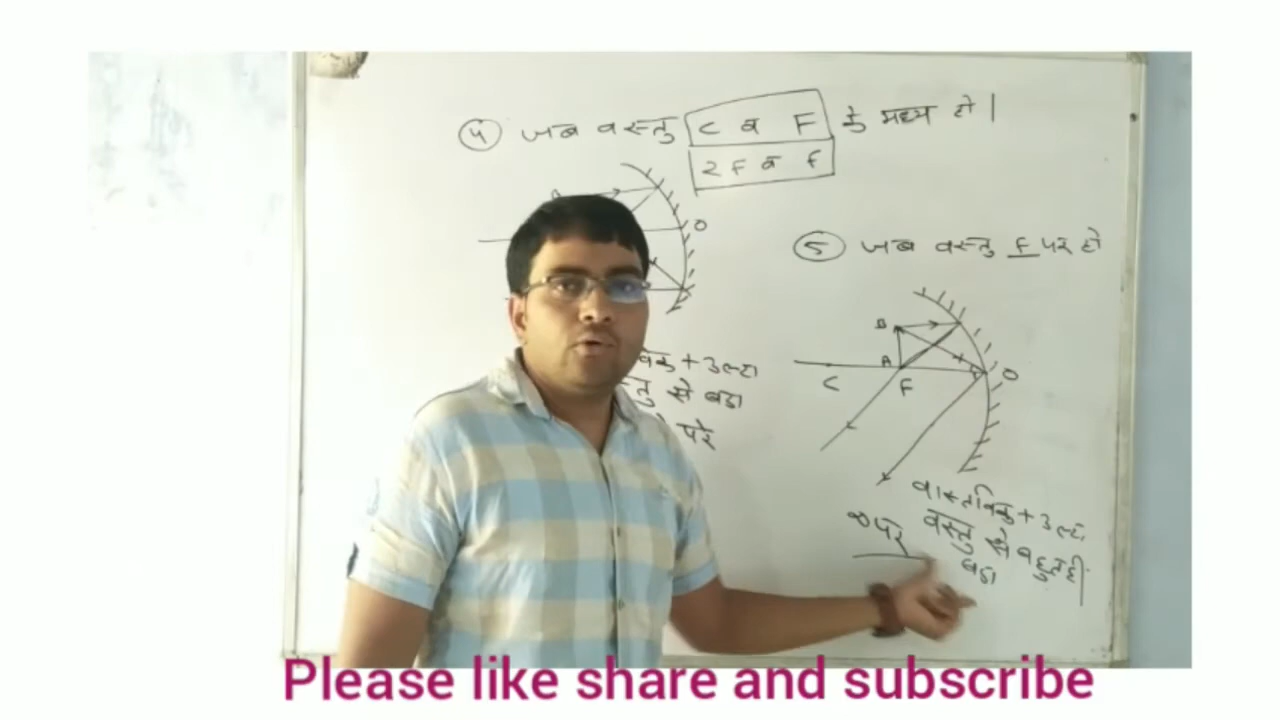 ④ जब वस्तु C व F के मध्य हो।
2F व F
O
⑤ जब वस्तु F पर हो
B
A
C
F
O
+ उल्टा
से बडा
परे
वास्तविक + उल्टा
वस्तु से बहुत ही
बडा
∞ पर
Please like share and subscribe